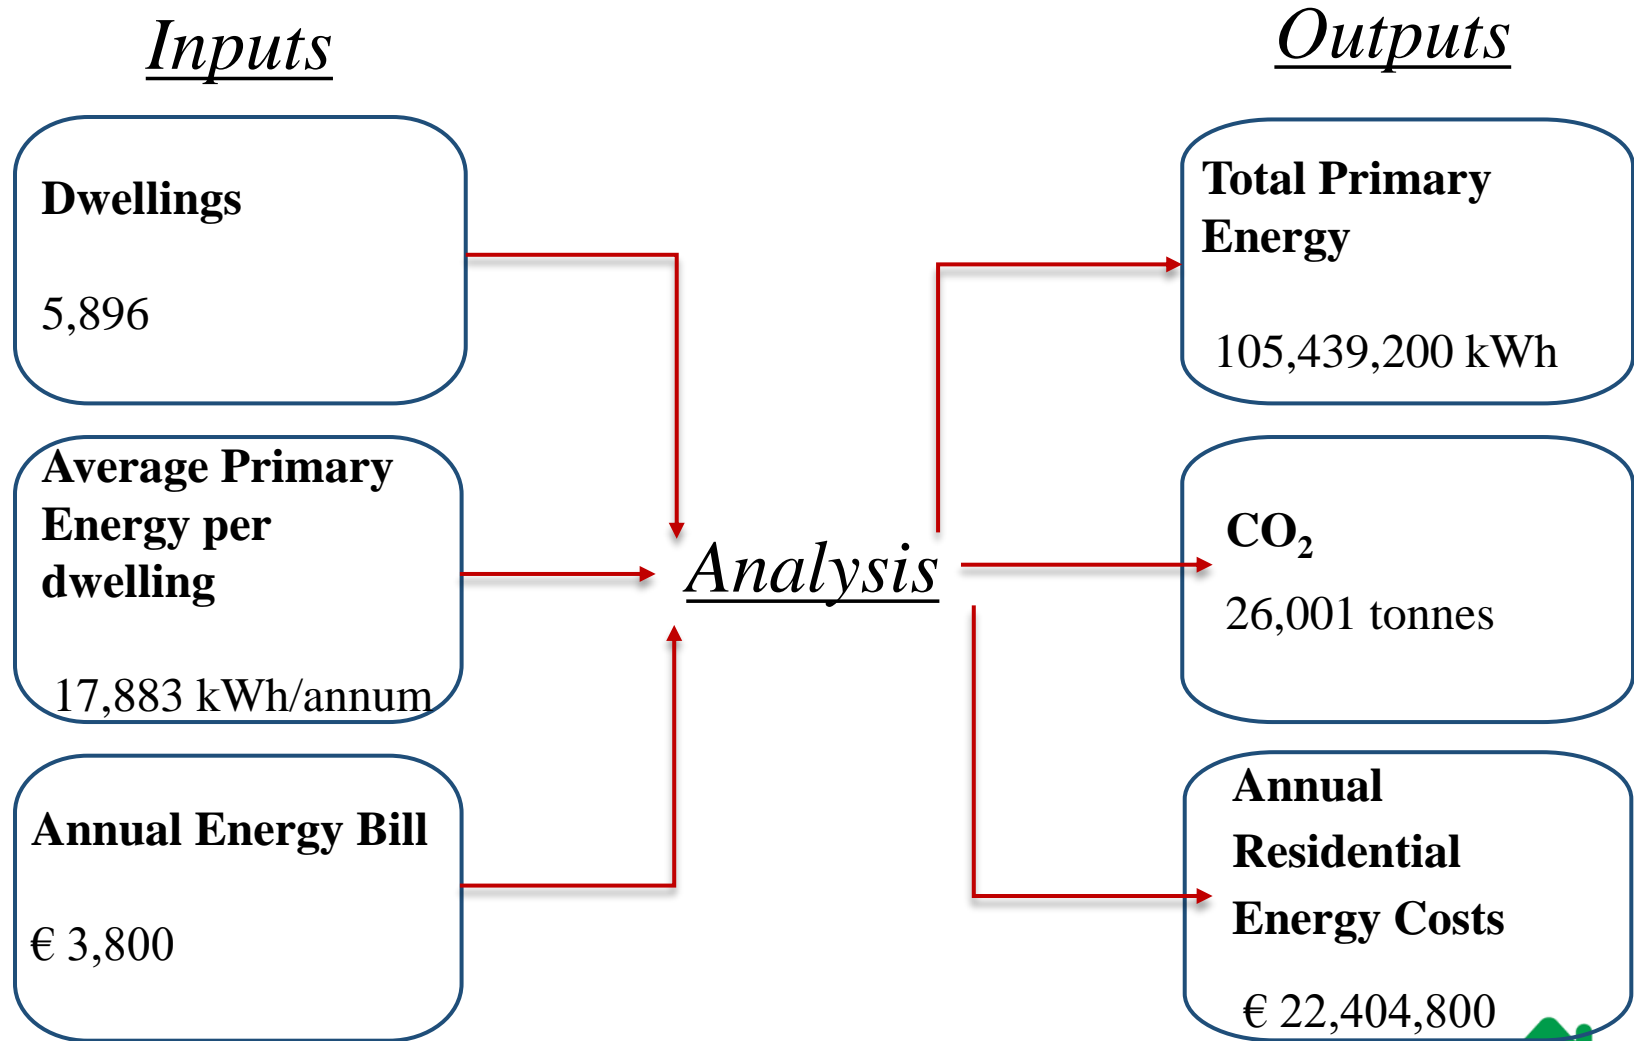 Inputs
Outputs
Dwellings
5,896
Average Primary
Energy per
dwelling
17,883 kWh/annum
Annual Energy Bill
€ 3,800
Analysis
Total Primary
Energy
105,439,200 kWh
CO₂
26,001 tonnes
Annual
Residential
Energy Costs
€ 22,404,800